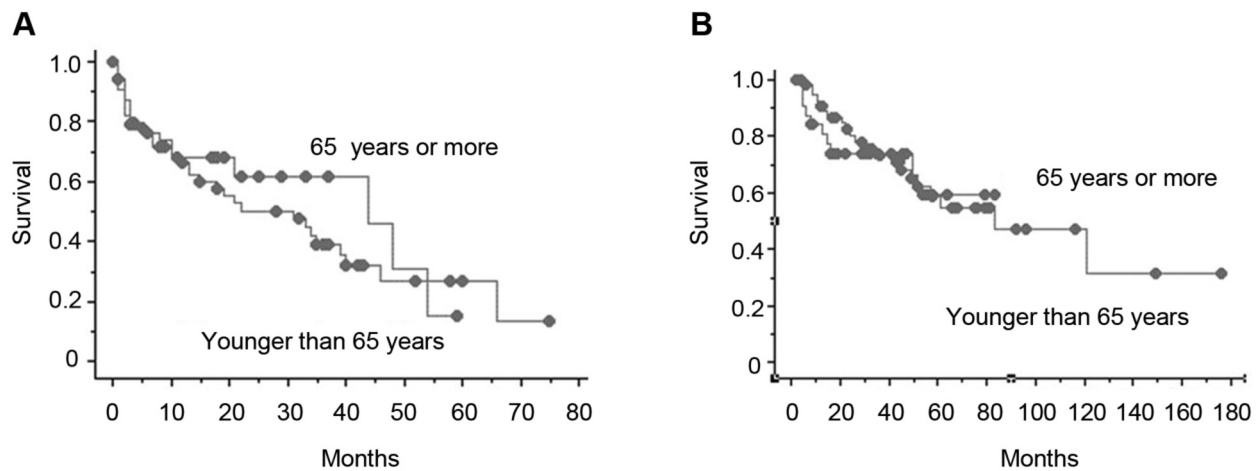 A
Survival
1.0
0.8
0.6
0.4
0.2
0
65 years or more
Younger than 65 years
0 10 20 30 40 50 60 70 80
Months
B
Survival
1.0
0.8
0.6
0.4
0.2
0
65 years or more
Younger than 65 years
0 20 40 60 80 100 120 140 160 180
Months